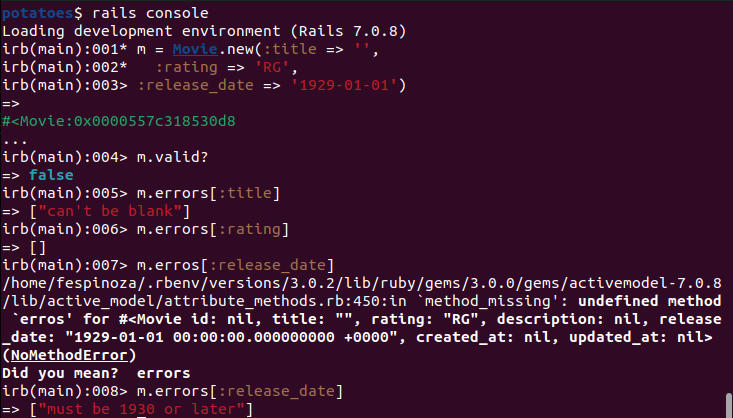 potatoes$ rails console
Loading development environment (Rails 7.0.8)
irb(main):001* m = Movie.new(:title => '',
irb(main):002*   :rating => 'RG',
irb(main):003> :release_date => '1929-01-01')
=>
#<Movie:0x0000557c318530d8
...
irb(main):004> m.valid?
=> false
irb(main):005> m.errors[:title]
=> ["can't be blank"]
irb(main):006> m.errors[:rating]
=> []
irb(main):007> m.erros[:release_date]
/home/fespinoza/.rbenv/versions/3.0.2/lib/ruby/gems/3.0.0/gems/activemodel-7.0.8
/lib/active_model/attribute_methods.rb:450:in `method_missing': undefined method
 `erros' for #<Movie id: nil, title: "", rating: "RG", description: nil, release
_date: "1929-01-01 00:00:00.000000000 +0000", created_at: nil, updated_at: nil>
(NoMethodError)
Did you mean?  errors
irb(main):008> m.errors[:release_date]
=> ["must be 1930 or later"]